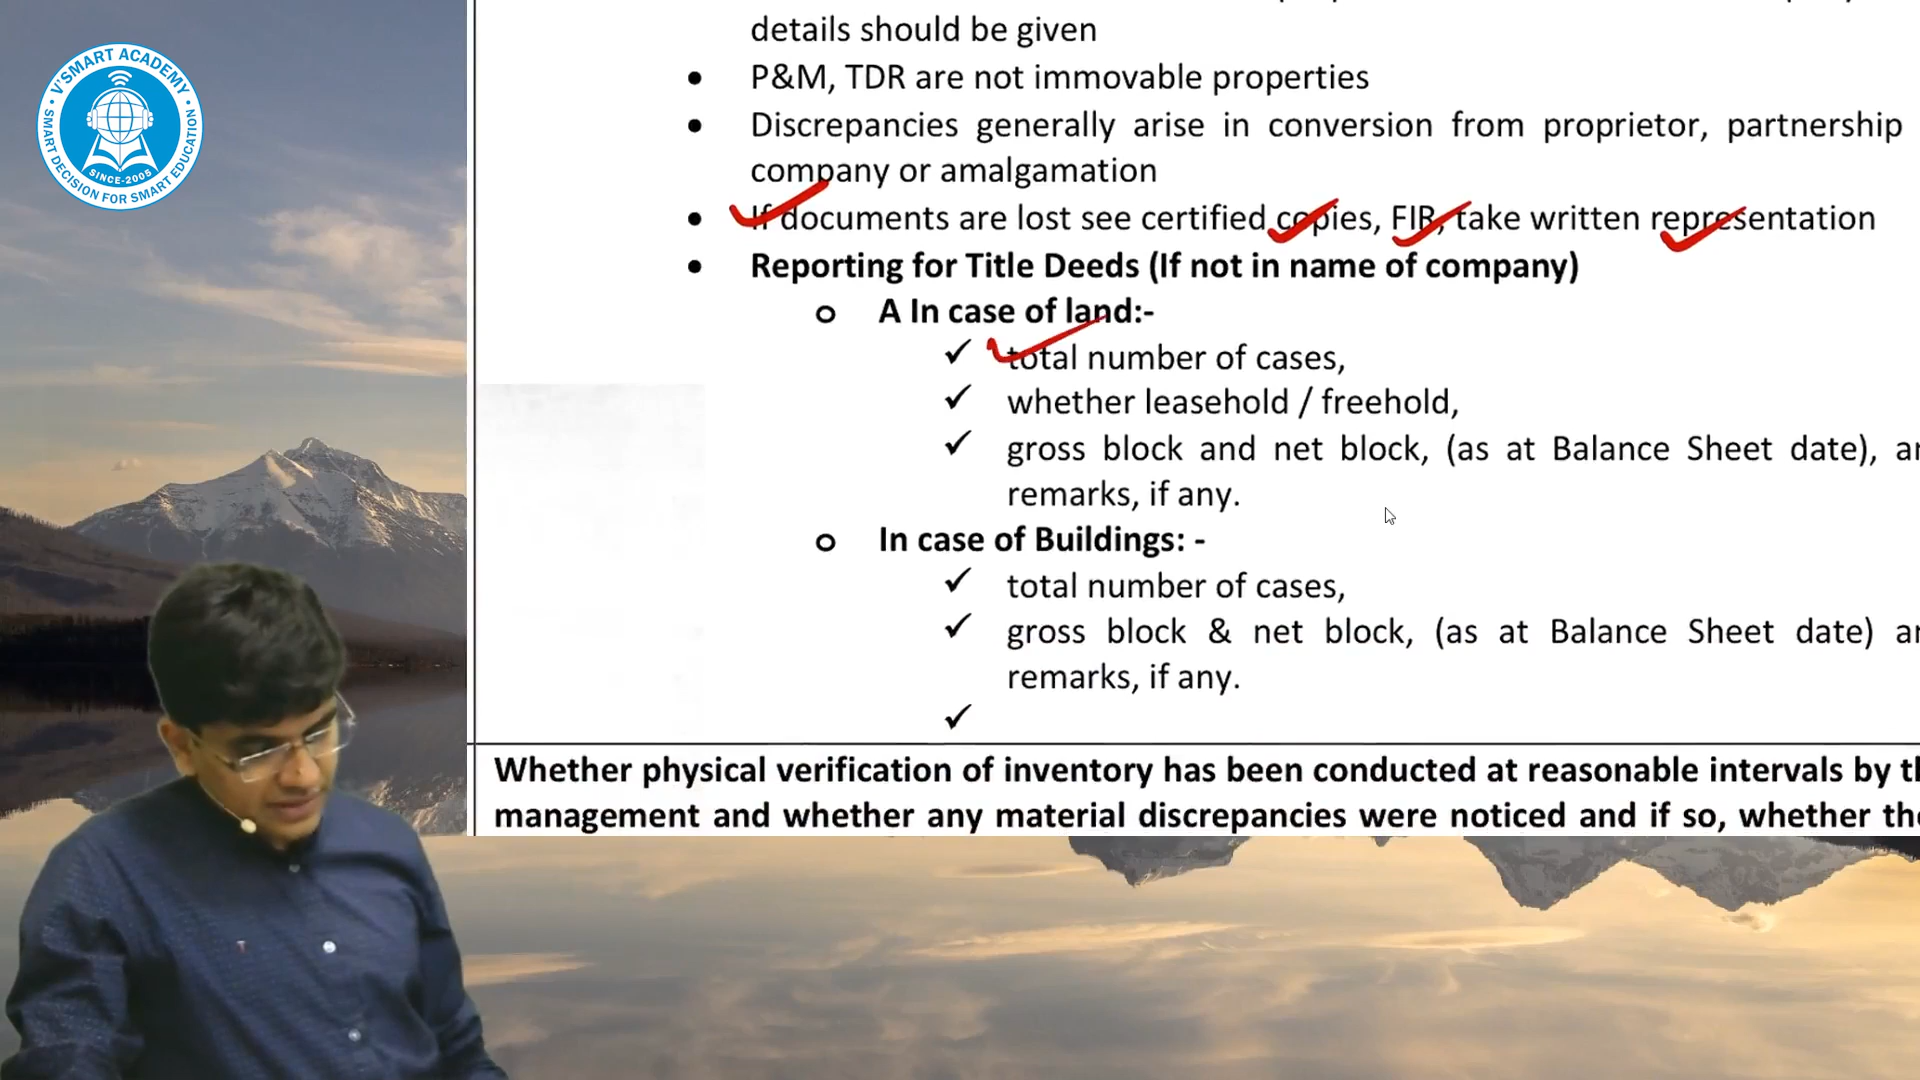 V'SMART ACADEMY
SMART DECISION FOR SMART EDUCATION
SINCE-2005
details should be given
• P&M, TDR are not immovable properties
• Discrepancies generally arise in conversion from proprietor, partnership
company or amalgamation
• If documents are lost see certified copies, FIR, take written representation
• Reporting for Title Deeds (If not in name of company)
o A In case of land:-
✓ total number of cases,
✓ whether leasehold / freehold,
✓ gross block and net block, (as at Balance Sheet date),
remarks, if any.
o In case of Buildings: -
✓ total number of cases,
✓ gross block & net block, (as at Balance Sheet date)
remarks, if any.
✓
Whether physical verification of inventory has been conducted at reasonable intervals by
management and whether any material discrepancies were noticed and if so, whether